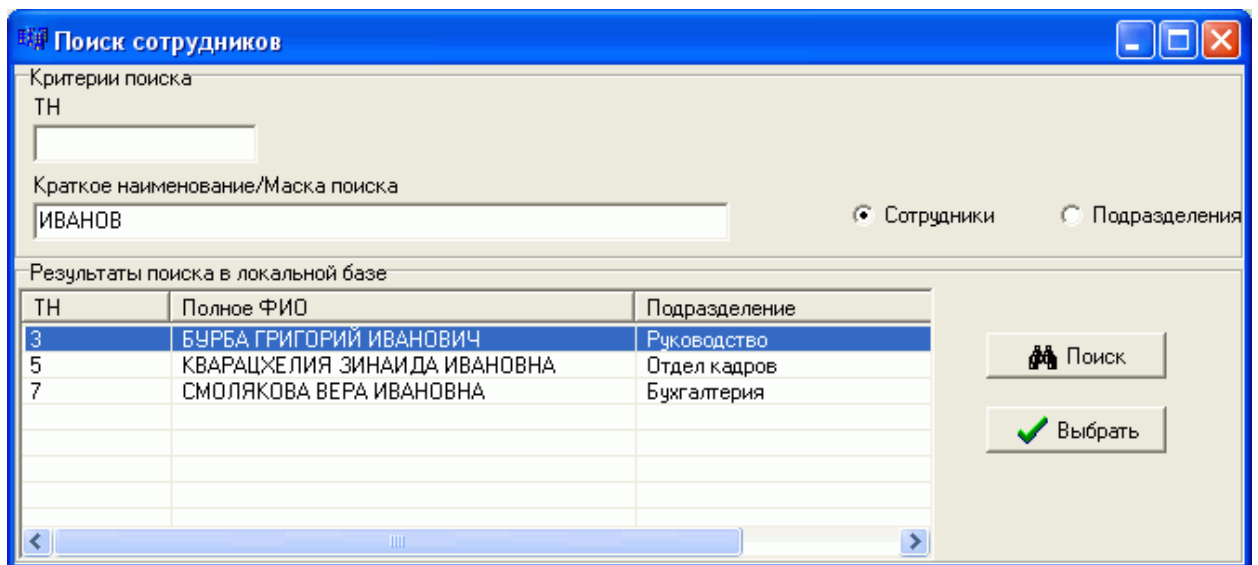 Поиск сотрудников
Критерии поиска
ТН
Краткое наименование/Маска поиска
ИВАНОВ
Сотрудники Подразделения
Результаты поиска в локальной базе
ТН Полное ФИО Подразделение
3 БУРБА ГРИГОРИЙ ИВАНОВИЧ Руководство
5 КВАРАЦХЕЛИЯ ЗИНАИДА ИВАНОВНА Отдел кадров
7 СМОЛЯКОВА ВЕРА ИВАНОВНА Бухгалтерия
Поиск
Выбрать